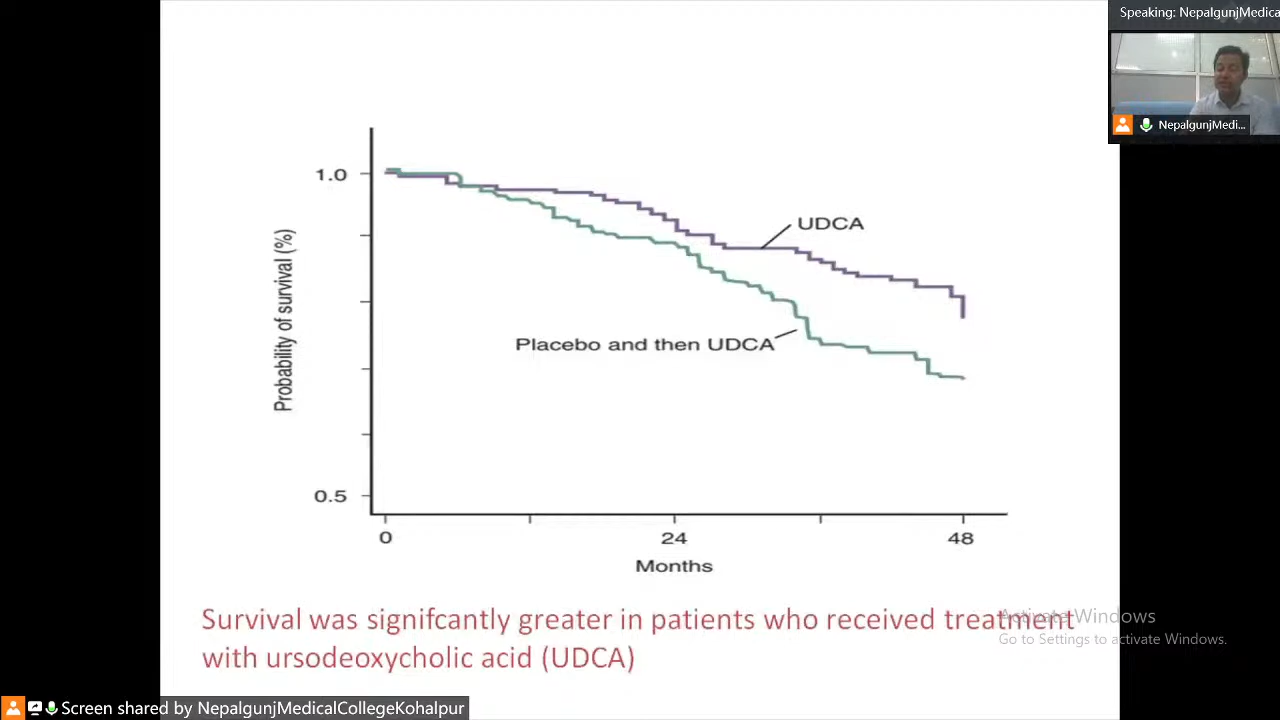 Speaking: NepalgunjMedica
NepalgunjMedi...
1.0
Probability of survival (%)
UDCA
Placebo and then UDCA
0.5
0
24
48
Months
Survival was signifcantly greater in patients who received treatment
with ursodeoxycholic acid (UDCA)
Activate Windows
Go to Settings to activate Windows.
Screen shared by NepalgunjMedicalCollegeKohalpur